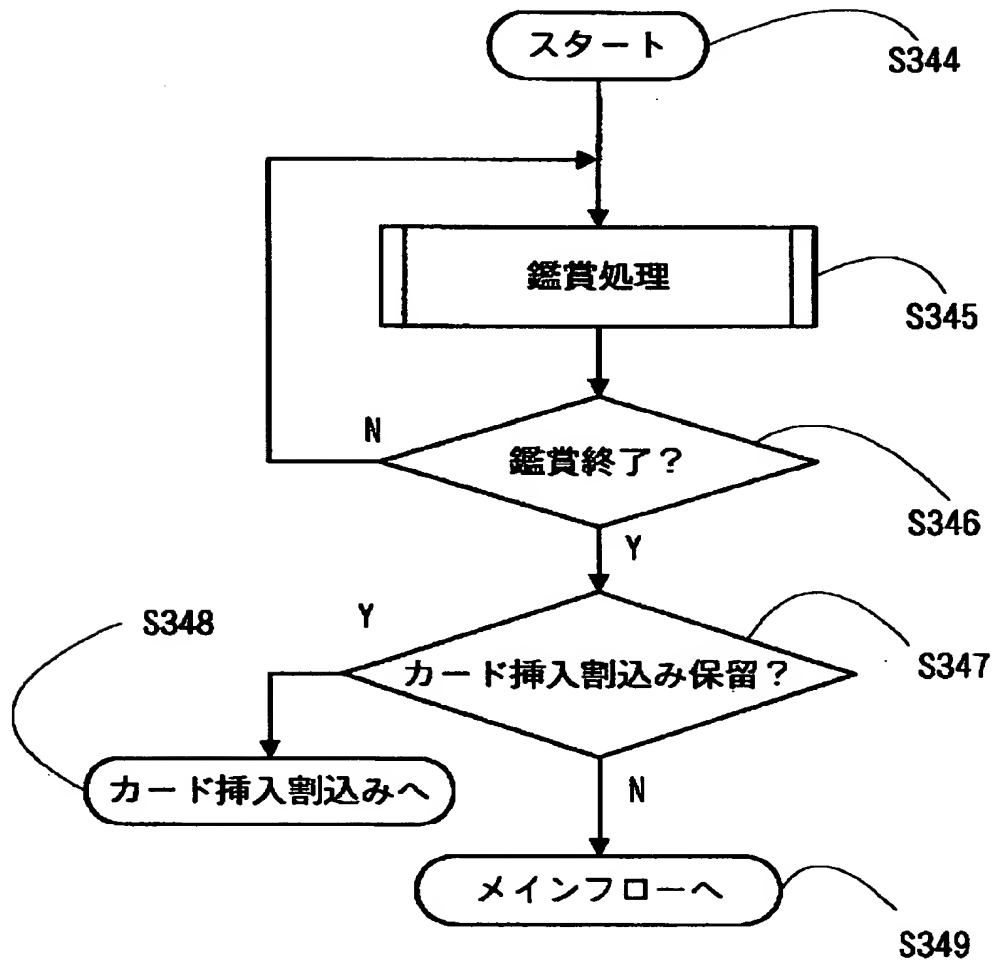 スタート
S344
鑑賞処理
S345
N
鑑賞終了？
S346
Y
S348
Y
カード挿入割込み保留？
S347
カード挿入割込みへ
N
メインフローへ
S349